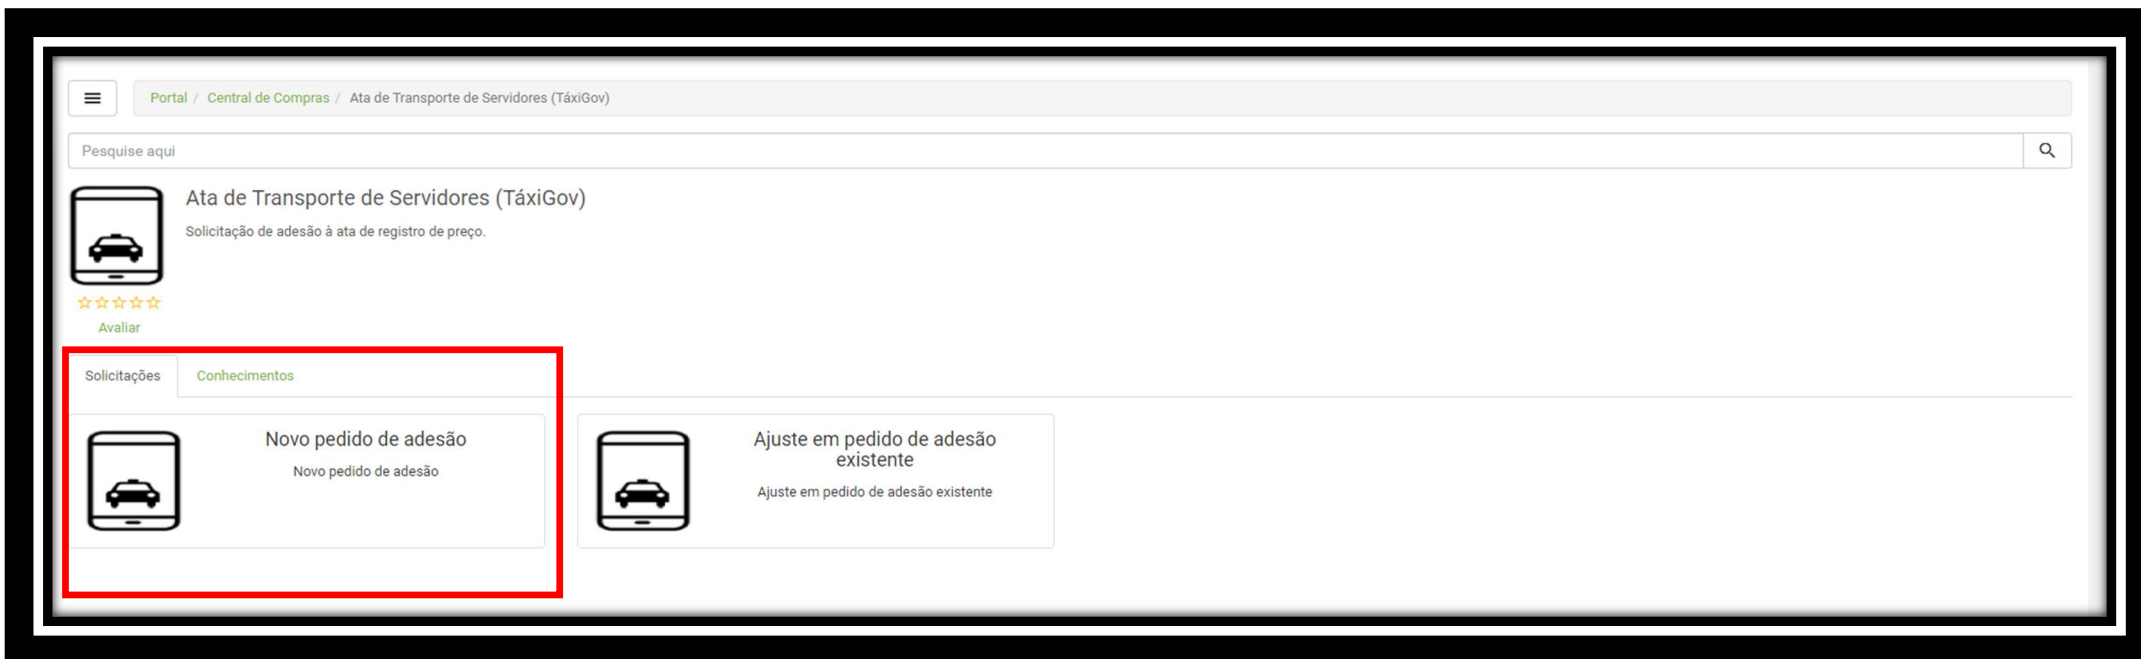 Portal / Central de Compras / Ata de Transporte de Servidores (TáxiGov)
Pesquise aqui
Ata de Transporte de Servidores (TáxiGov)
Solicitação de adesão à ata de registro de preço.
Avaliar
Solicitações
Conhecimentos
Novo pedido de adesão
Novo pedido de adesão
Ajuste em pedido de adesão
existente
Ajuste em pedido de adesão existente